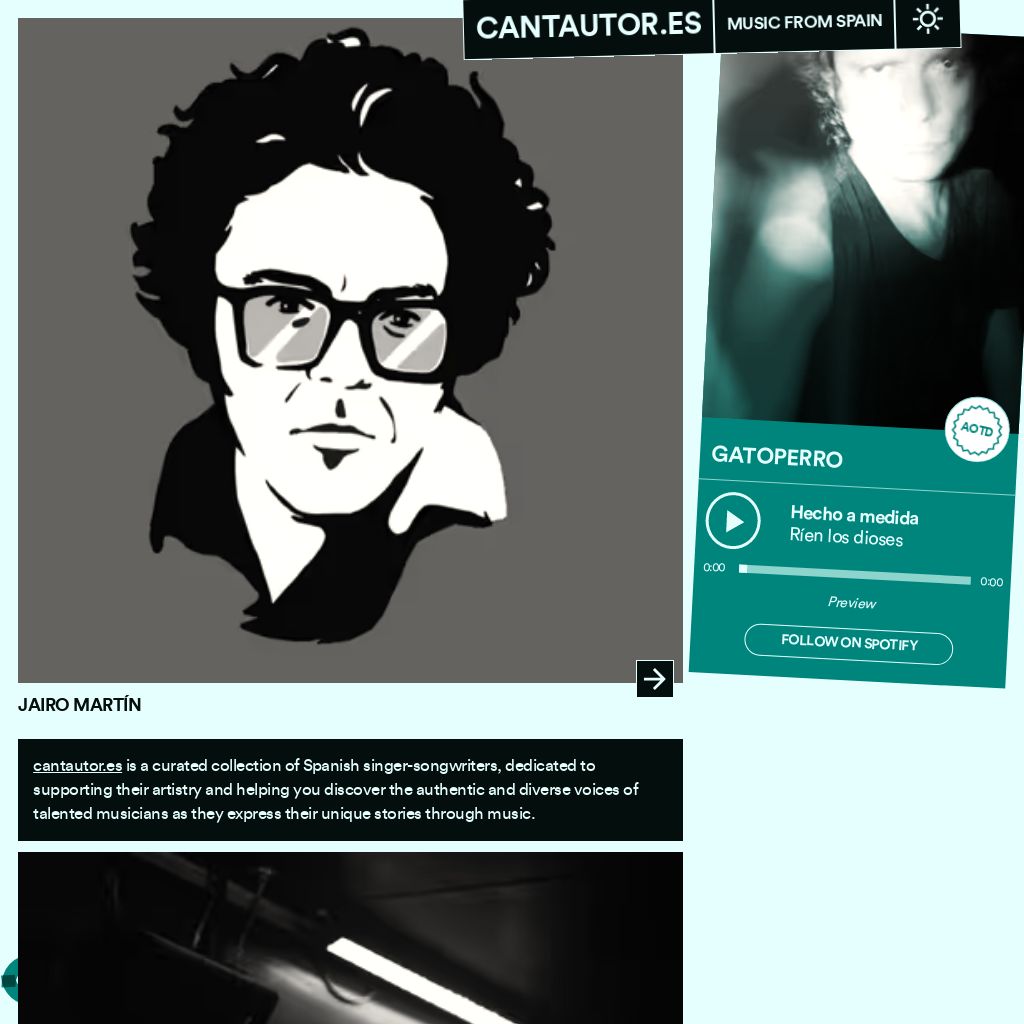 CANTAUTOR.ES
MUSIC FROM SPAIN
AOTD
GATOPERRO
Hecho a medida
Ríen los dioses
0:00
0:00
Preview
FOLLOW ON SPOTIFY
JAIRO MARTÍN
cantautor.es is a curated collection of Spanish singer-songwriters, dedicated to
supporting their artistry and helping you discover the authentic and diverse voices of
talented musicians as they express their unique stories through music.